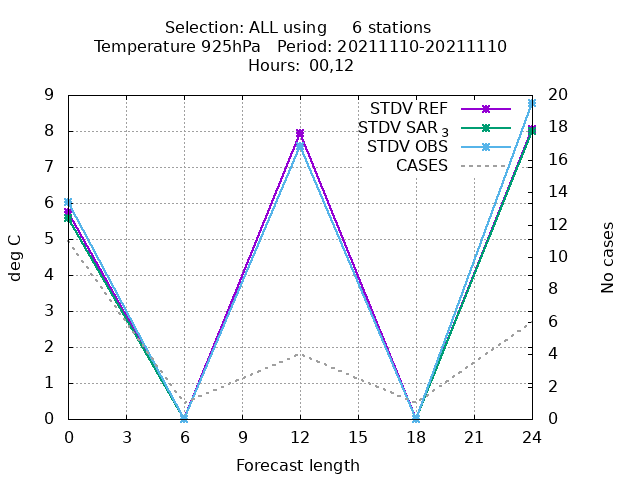 Selection: ALL using 6 stations
Temperature 925hPa Period: 20211110-20211110
Hours: 00,12
STDV REF
STDV SAR 3
STDV OBS
CASES
deg C
No cases
9
8
7
6
5
4
3
2
1
0
20
18
16
14
12
10
8
6
4
2
0
0 3 6 9 12 15 18 21 24
Forecast length